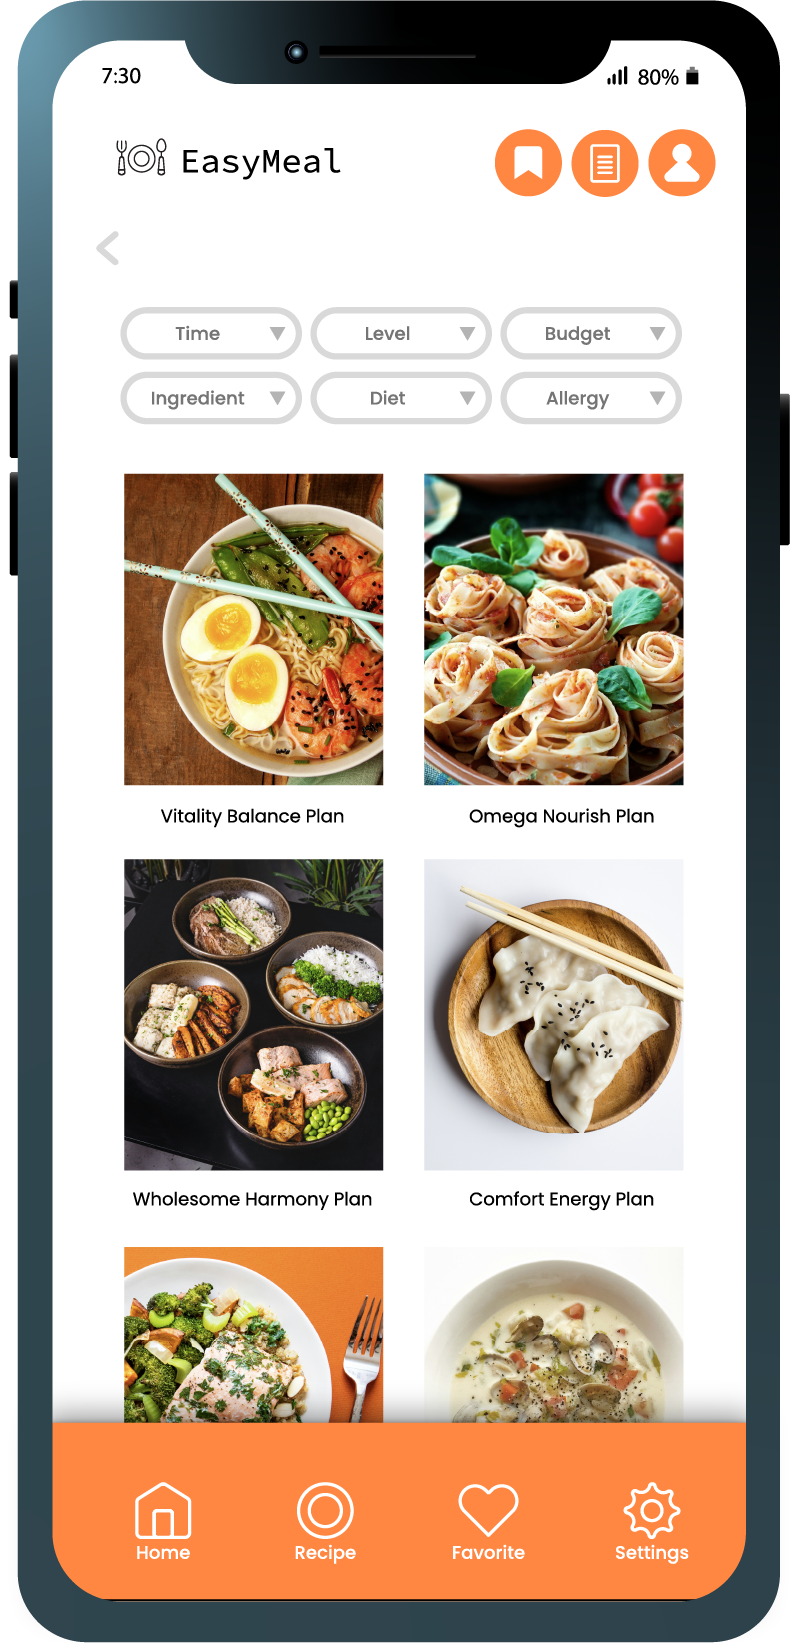 7:30 80%
EasyMeal
Time Level Budget
Ingredient Diet Allergy
Vitality Balance Plan Omega Nourish Plan
Wholesome Harmony Plan Comfort Energy Plan
Home Recipe Favorite Settings